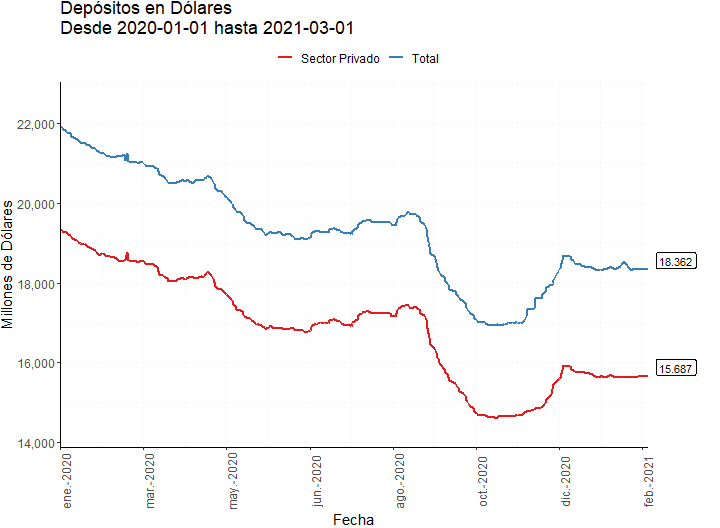 Depósitos en Dólares
Desde 2020-01-01 hasta 2021-03-01
Sector Privado
Total
Millones de Dólares
22,000
20,000
18,000
16,000
14,000
18.362
15.687
ene.-2020
mar.-2020
may.-2020
jun.-2020
ago.-2020
oct.-2020
dic.-2020
feb.-2021
Fecha